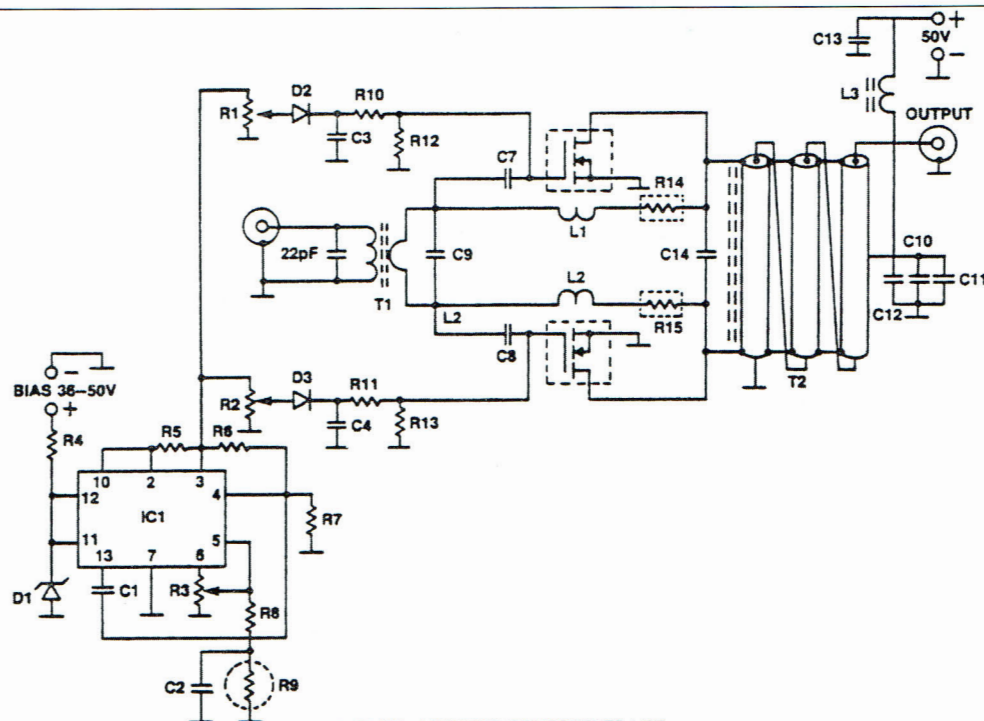 C13
+
50V
-
L3
OUTPUT
D2
R10
R1
C3
R12
C7
R14
L1
22pF
T1
C9
C14
C10
C11
C12
L2
L2
R15
C8
T2
-
BIAS 36–50V
+
D3
R11
R2
C4
R13
R4
R5
R6
10
2
3
12
4
IC1
R7
11
5
13
7
6
D1
C1
R3
R8
C2
R9